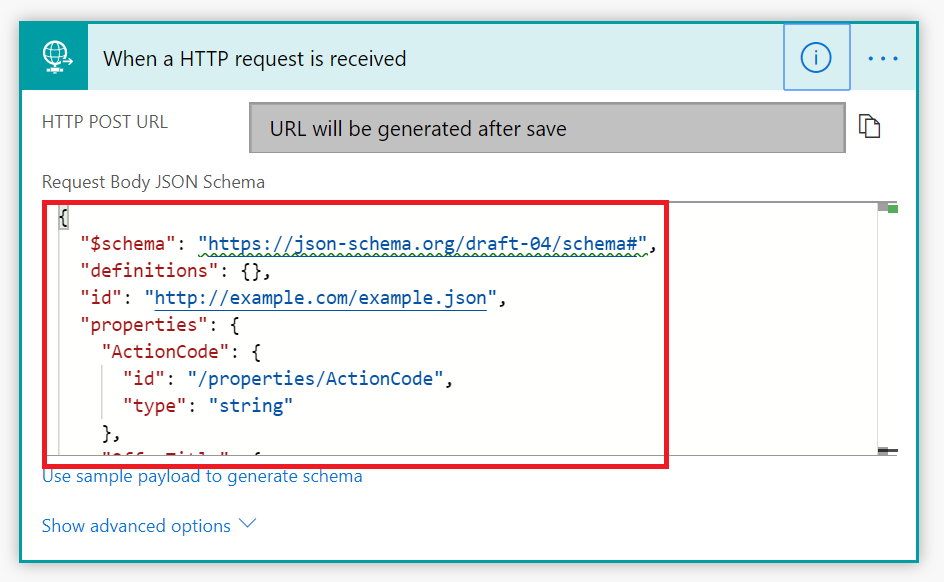 When a HTTP request is received
HTTP POST URL
URL will be generated after save
Request Body JSON Schema
{
"$schema": "https://json-schema.org/draft-04/schema#",
"definitions": {},
"id": "http://example.com/example.json",
"properties": {
"ActionCode": {
"id": "/properties/ActionCode",
"type": "string"
},
"OfferTitle": {
Use sample payload to generate schema
Show advanced options